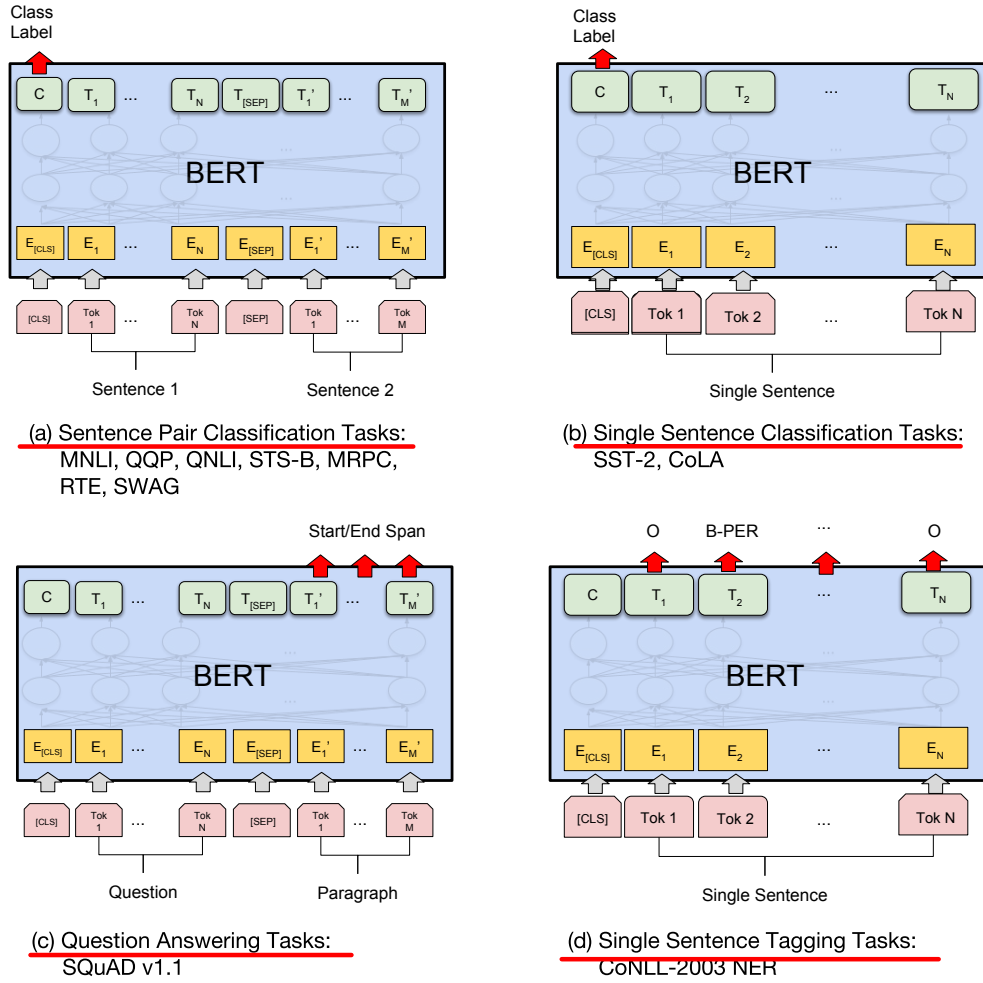 Class
Label
C T1 ... TN T[SEP] T1' ... TM'
...
BERT
...
E[CLS] E1 ... EN E[SEP] E1' ... EM'
[CLS] Tok 1 ... Tok N [SEP] Tok 1 ... Tok M
Sentence 1 Sentence 2
(a) Sentence Pair Classification Tasks:
MNLI, QQP, QNLI, STS-B, MRPC,
RTE, SWAG
Class
Label
C T1 T2 ... TN
...
BERT
...
E[CLS] E1 E2 ... EN
[CLS] Tok 1 Tok 2 ... Tok N
Single Sentence
(b) Single Sentence Classification Tasks:
SST-2, CoLA
Start/End Span
C T1 ... TN T[SEP] T1' ... TM'
...
BERT
...
E[CLS] E1 ... EN E[SEP] E1' ... EM'
[CLS] Tok 1 ... Tok N [SEP] Tok 1 ... Tok M
Question Paragraph
(c) Question Answering Tasks:
SQuAD v1.1
O B-PER ... O
C T1 T2 ... TN
...
BERT
...
E[CLS] E1 E2 ... EN
[CLS] Tok 1 Tok 2 ... Tok N
Single Sentence
(d) Single Sentence Tagging Tasks:
CoNLL-2003 NER